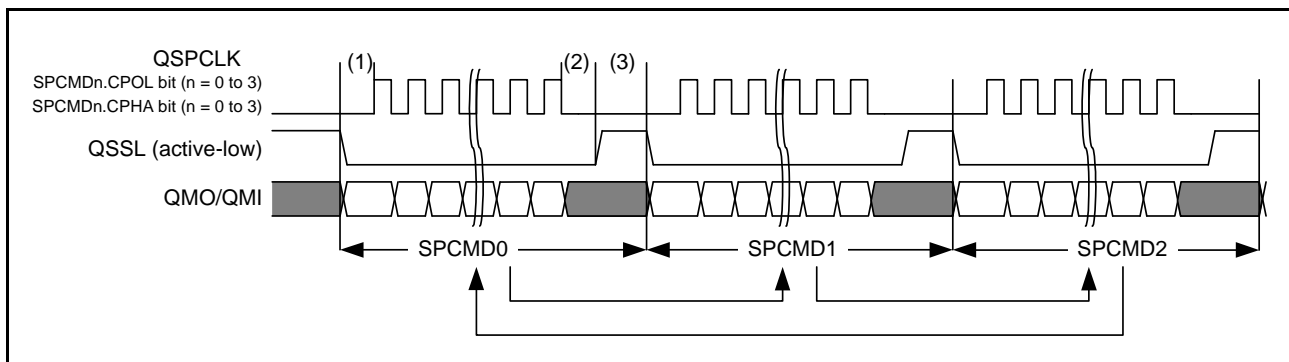 QSPCLK
(1) (2) (3)
SPCMDn.CPOL bit (n = 0 to 3)
SPCMDn.CPHA bit (n = 0 to 3)
QSSL (active-low)
QMO/QMI
SPCMD0 SPCMD1 SPCMD2